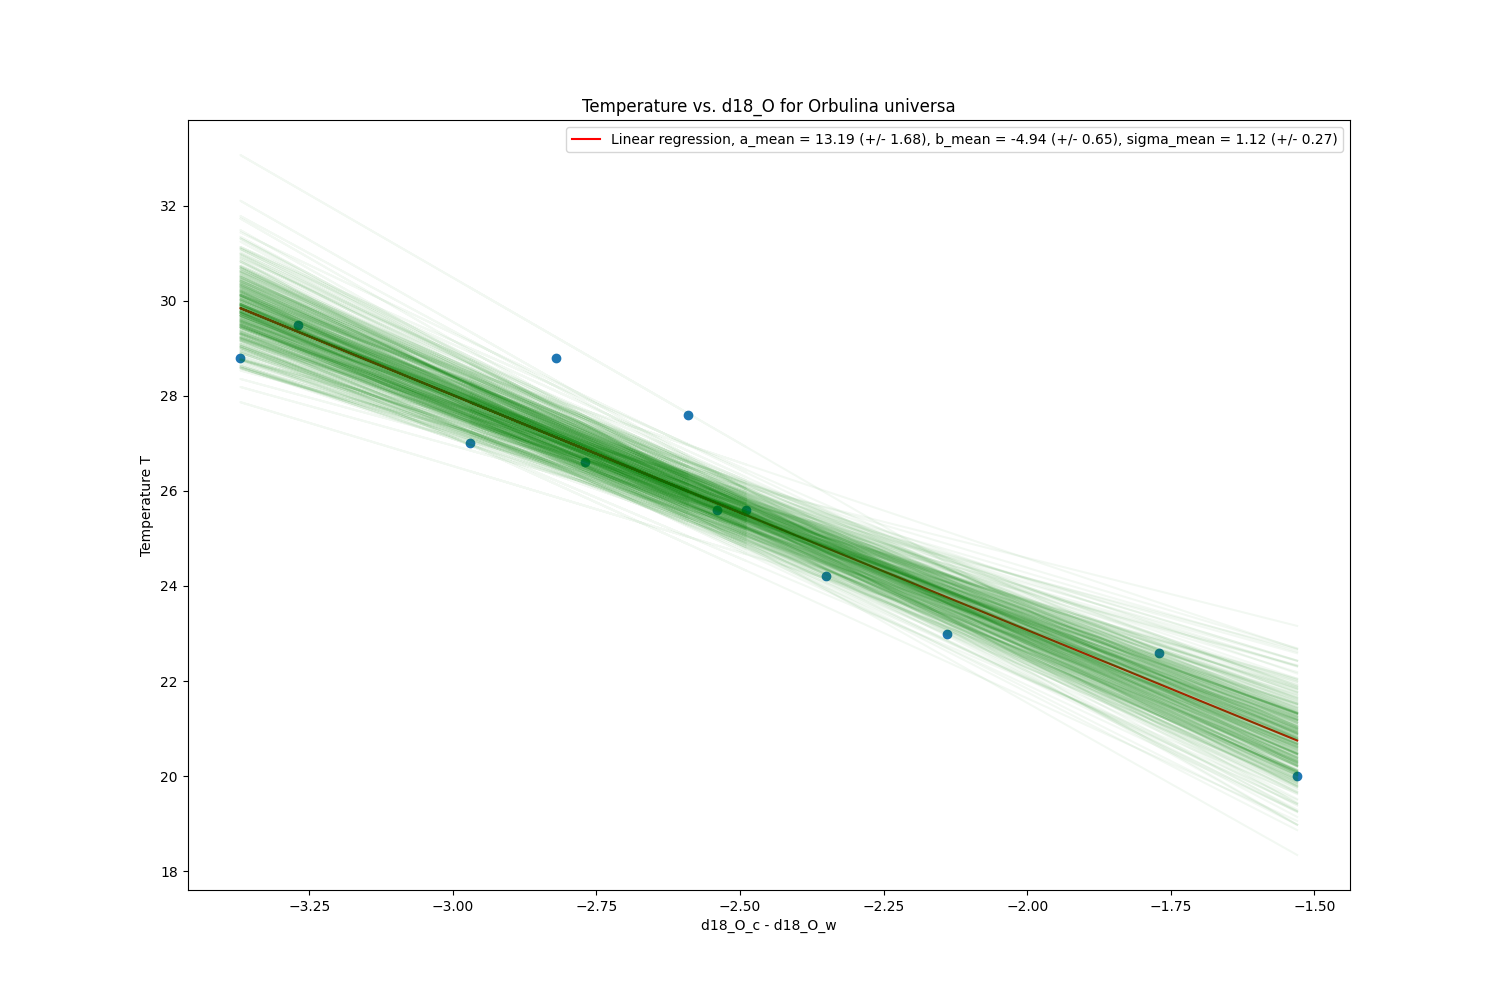 Temperature vs. d18_O for Orbulina universa
Linear regression, a_mean = 13.19 (+/- 1.68), b_mean = -4.94 (+/- 0.65), sigma_mean = 1.12 (+/- 0.27)
32
30
28
26
24
22
20
18
Temperature T
−3.25 −3.00 −2.75 −2.50 −2.25 −2.00 −1.75 −1.50
d18_O_c - d18_O_w